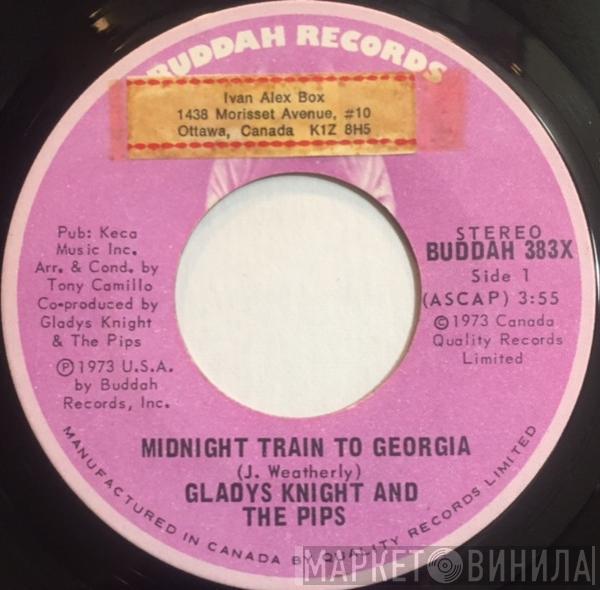 BUDDAH RECORDS
Ivan Alex Box
1438 Morisset Avenue, #10
Ottawa, Canada K1Z 8H5
Pub: Keca
Music Inc.
Arr. & Cond. by
Tony Camillo
Co-produced by
Gladys Knight
& The Pips
Ⓟ1973 U.S.A.
by Buddah
Records, Inc.
STEREO
BUDDAH 383X
Side 1
(ASCAP) 3:55
©1973 Canada
Quality Records
Limited
MIDNIGHT TRAIN TO GEORGIA
(J. Weatherly)
GLADYS KNIGHT AND
THE PIPS
MANUFACTURED IN CANADA BY QUALITY RECORDS LIMITED
МАРКЕТ ВИНИЛА